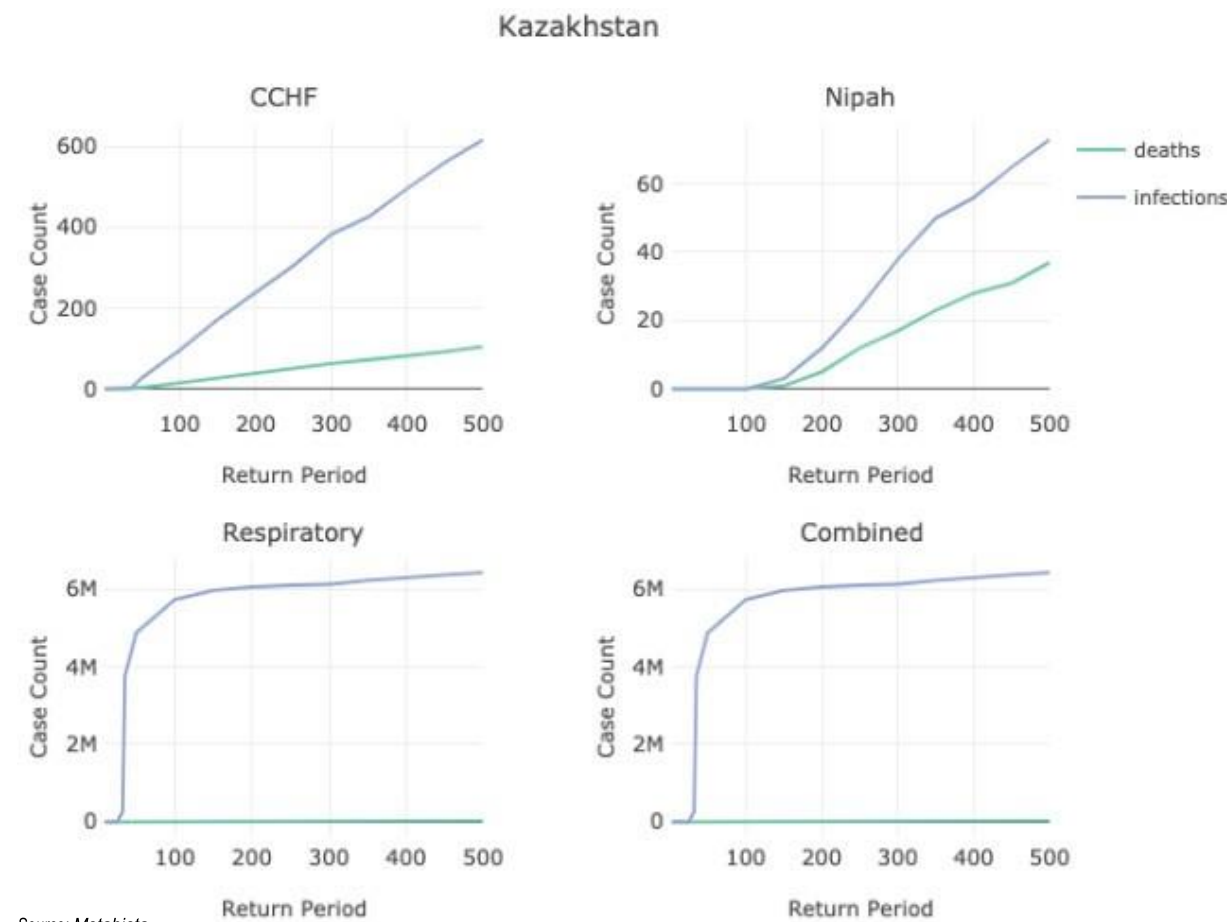 Kazakhstan
CCHF
Case Count
600
400
200
0
100 200 300 400 500
Return Period
Nipah
Case Count
60
40
20
0
100 200 300 400 500
Return Period
deaths
infections
Respiratory
Case Count
6M
4M
2M
0
100 200 300 400 500
Return Period
Combined
Case Count
6M
4M
2M
0
100 200 300 400 500
Return Period
Source: Metabiota